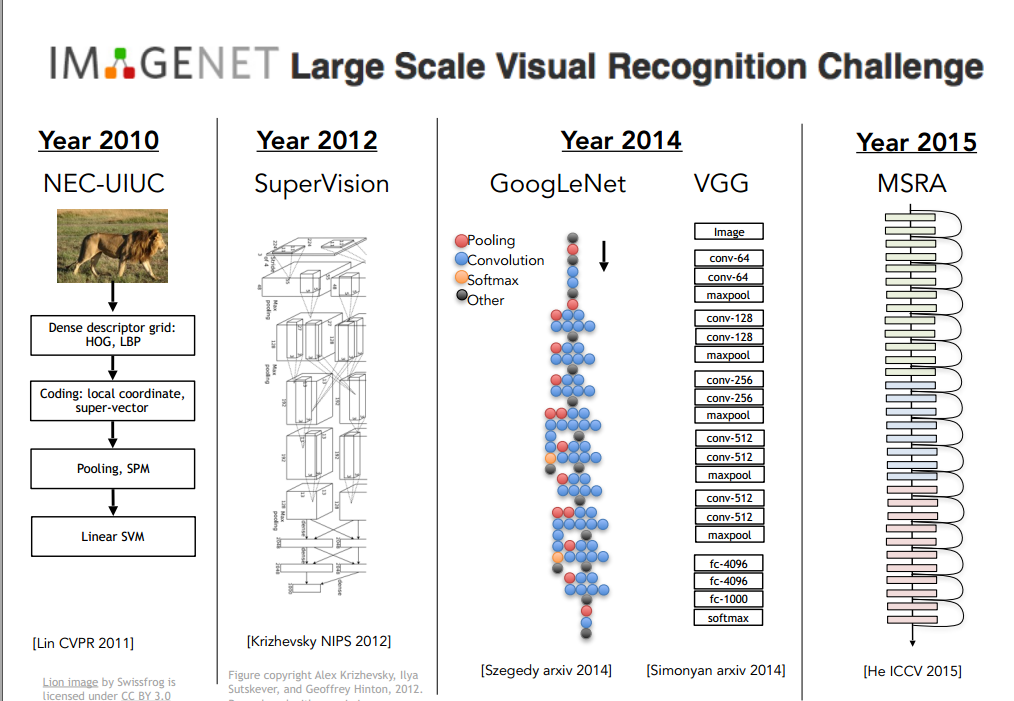 IMAGENET Large Scale Visual Recognition Challenge
Year 2010
NEC-UIUC
Dense descriptor grid:
HOG, LBP
Coding: local coordinate,
super-vector
Pooling, SPM
Linear SVM
[Lin CVPR 2011]
Lion image by Swissfrog is
licensed under CC BY 3.0
Year 2012
SuperVision
[Krizhevsky NIPS 2012]
Figure copyright Alex Krizhevsky, Ilya
Sutskever, and Geoffrey Hinton, 2012.
Year 2014
GoogLeNet
Pooling
Convolution
Softmax
Other
[Szegedy arxiv 2014]
VGG
Image
conv-64
conv-64
maxpool
conv-128
conv-128
maxpool
conv-256
conv-256
maxpool
conv-512
conv-512
maxpool
conv-512
conv-512
maxpool
fc-4096
fc-4096
fc-1000
softmax
[Simonyan arxiv 2014]
Year 2015
MSRA
[He ICCV 2015]